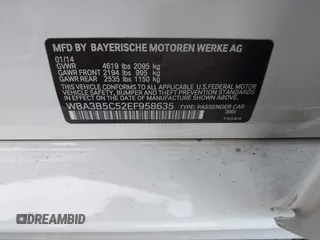 MFD BY BAYERISCHE MOTOREN WERKE AG
01/14
GVWR 4619 lbs 2095 kg
GAWR FRONT 2194 lbs 995 kg
GAWR REAR 2535 lbs 1150 kg
THIS VEHICLE CONFORMS TO ALL APPLICABLE U.S. FEDERAL MOTOR
VEHICLE SAFETY, BUMPER AND THEFT PREVENTION STANDARDS IN
EFFECT ON THE DATE OF MANUFACTURE SHOWN ABOVE.
WBA3B5C52EF958635 TYPE: PASSENGER CAR
DREAMBID